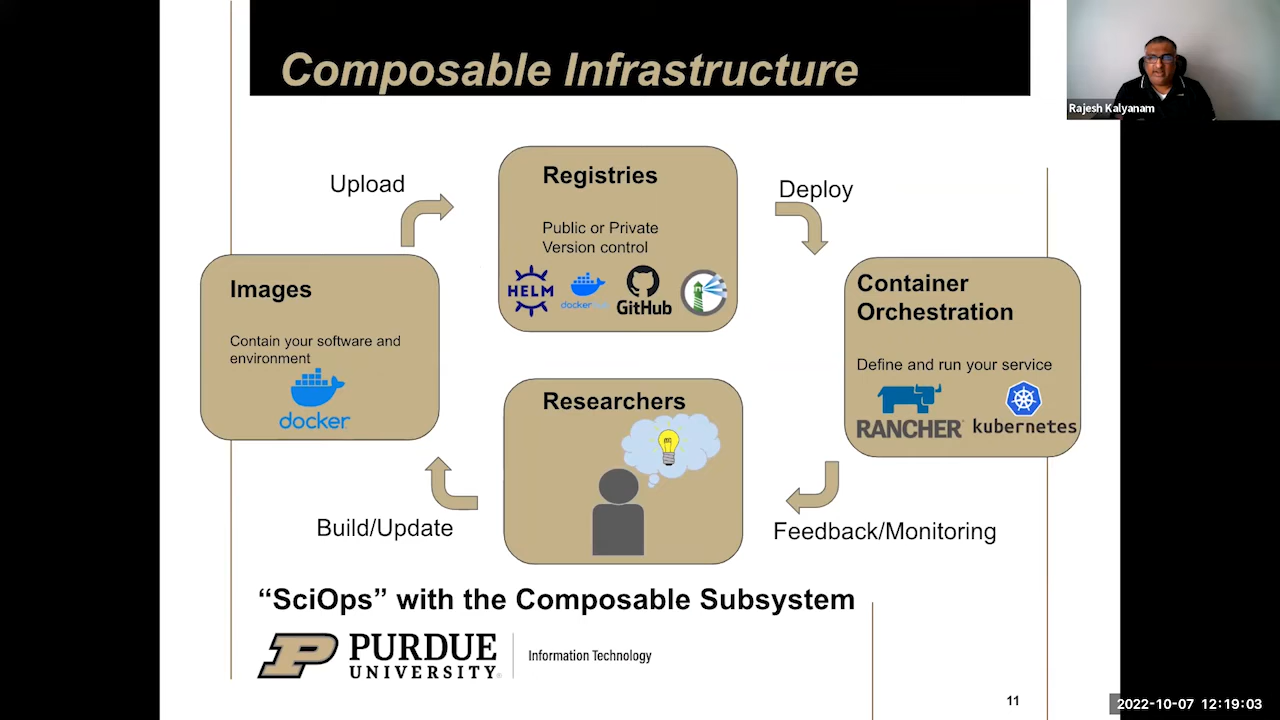 Composable Infrastructure
Rajesh Kalyanam
Upload
Registries
Public or Private
Version control
HELM
docker
GitHub
Deploy
Images
Contain your software and
environment
docker
Container
Orchestration
Define and run your service
RANCHER
kubernetes
Researchers
Build/Update
Feedback/Monitoring
“SciOps” with the Composable Subsystem
P PURDUE
UNIVERSITY
Information Technology
11
2022-10-07 12:19:03